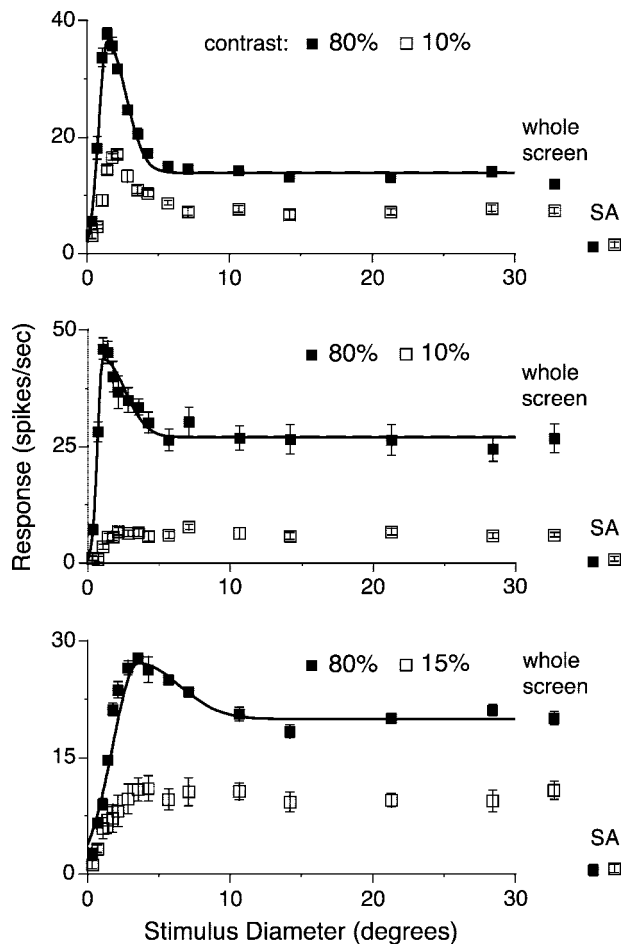 40
contrast: ■ 80% □ 10%
20
whole
screen
SA
0
0 10 20 30
50
■ 80% □ 10%
whole
screen
25
SA
0
0 10 20 30
Response (spikes/sec)
30
■ 80% □ 15%
whole
screen
15
SA
0
0 10 20 30
Stimulus Diameter (degrees)